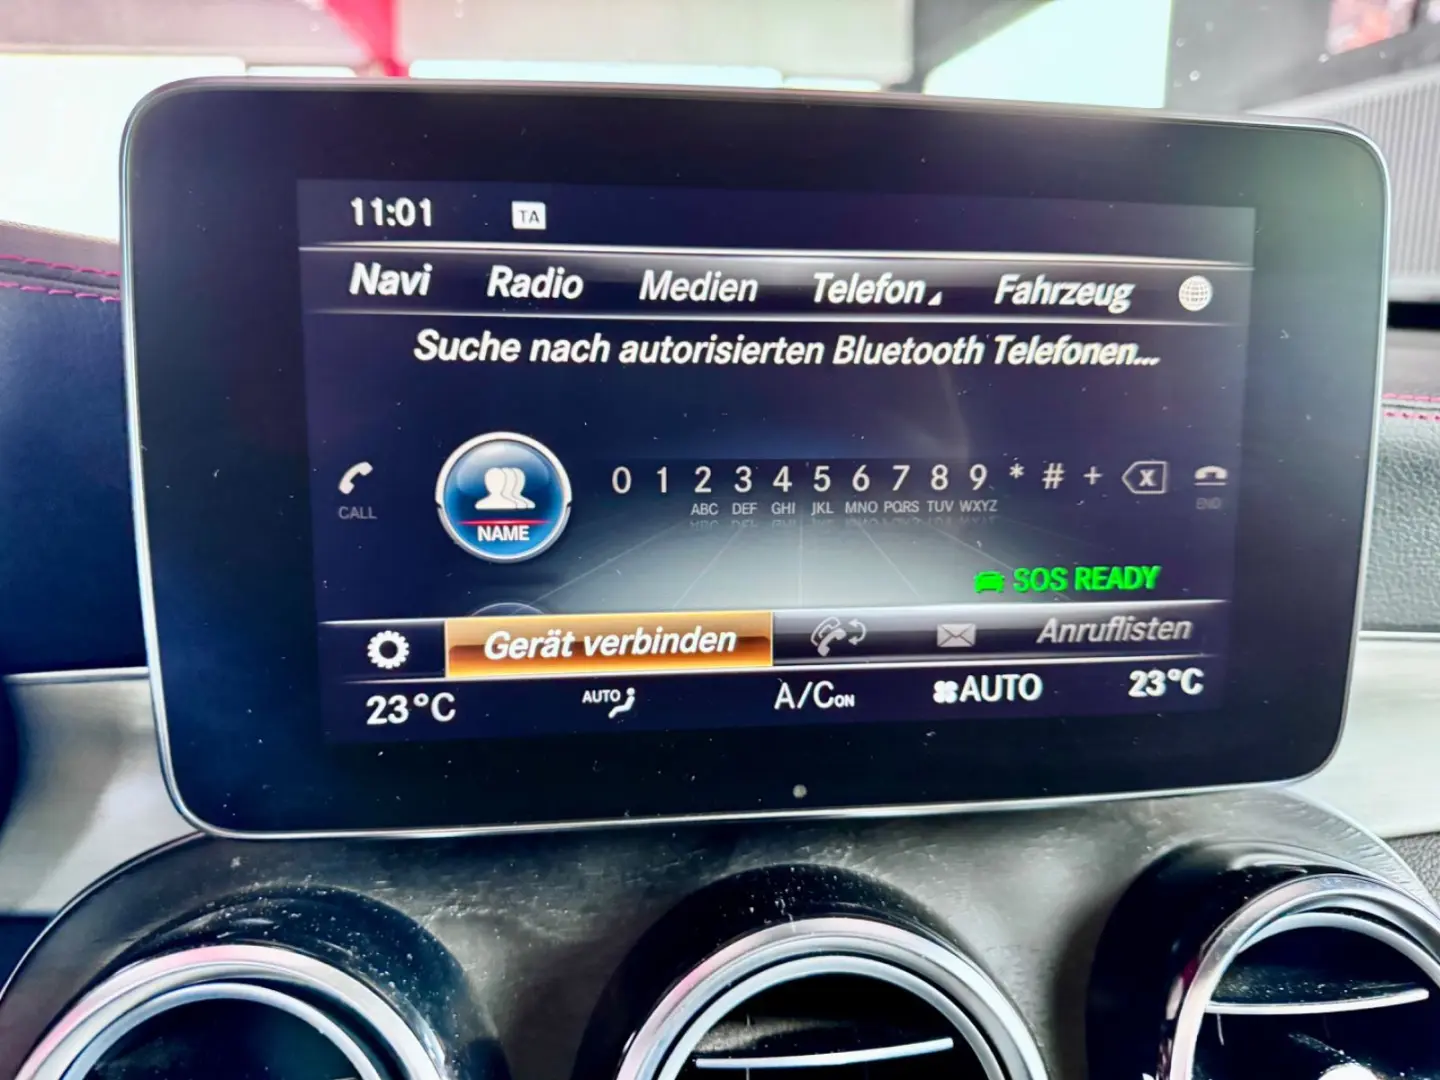 11:01 TA
Navi Radio Medien Telefon Fahrzeug
Suche nach autorisierten Bluetooth Telefonen...
CALL NAME 0 1 2 3 4 5 6 7 8 9 * # + x END
ABC DEF GHI JKL MNO PQRS TUV WXYZ
SOS READY
Gerät verbinden Anruflisten
23°C AUTO A/C ON AUTO 23°C